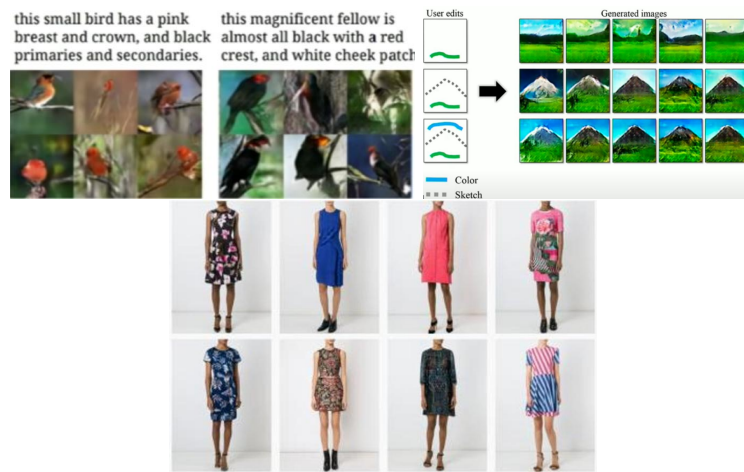 this small bird has a pink
breast and crown, and black
primaries and secondaries.
this magnificent fellow is
almost all black with a red
crest, and white cheek patch
User edits
Generated images
Color
Sketch